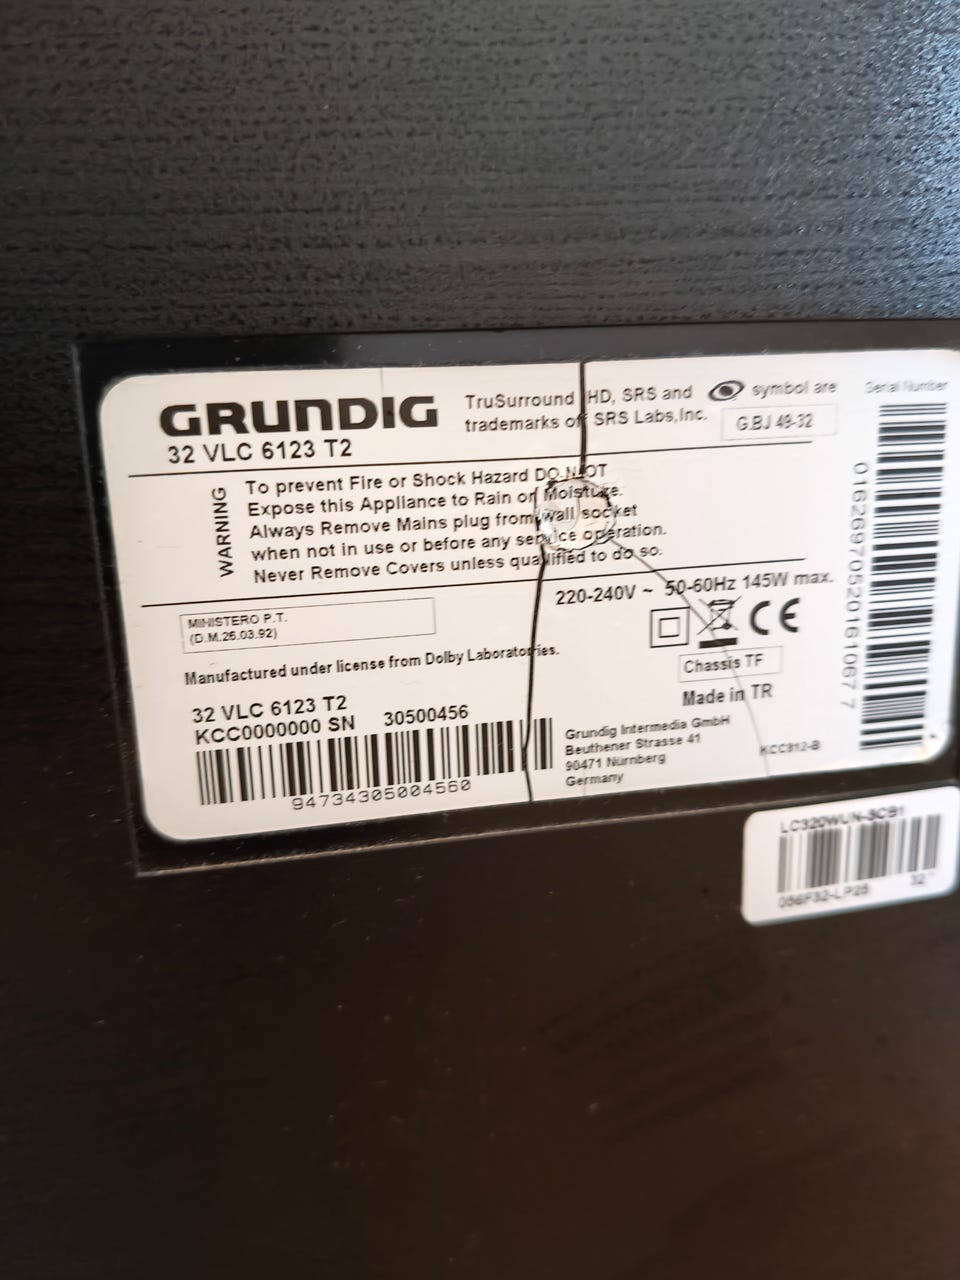 GRUNDIG
32 VLC 6123 T2
TruSurround HD, SRS and symbol are
trademarks of SRS Labs,Inc.
G.BJ 49-32
Serial Number
WARNING
To prevent Fire or Shock Hazard DO NOT
Expose this Appliance to Rain or Moisture.
Always Remove Mains plug from wall socket
when not in use or before any service operation.
Never Remove Covers unless qualified to do so.
220-240V ~ 50-60Hz 145W max.
MINISTERO P.T.
(D.M.26.03.92)
CE
Manufactured under license from Dolby Laboratories.
Chassis TF
Made in TR
32 VLC 6123 T2
KCC0000000 SN 30500456
94734305004560
Grundig Intermedia GmbH
Beuthener Strasse 41
90471 Nürnberg
Germany
KCC812-B
LC320WUN-SCB1
056F32-LP25 32"